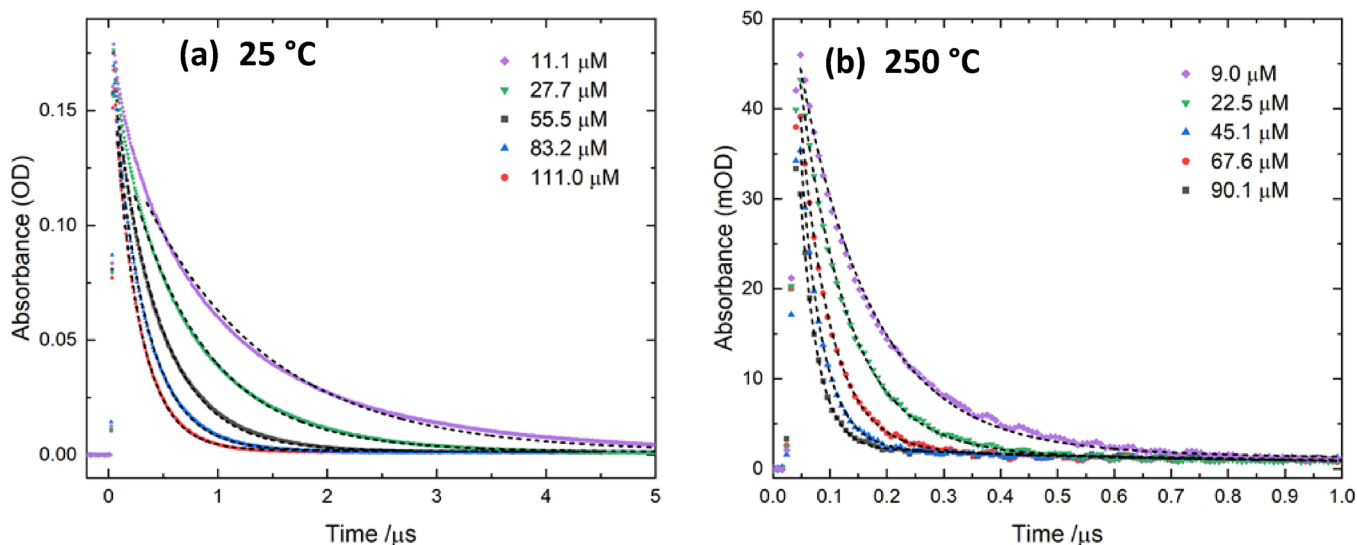 (a) 25 °C
11.1 μM
27.7 μM
55.5 μM
83.2 μM
111.0 μM
0.15
0.10
0.05
0.00
Absorbance (OD)
0 1 2 3 4 5
Time /μs
(b) 250 °C
9.0 μM
22.5 μM
45.1 μM
67.6 μM
90.1 μM
50
40
30
20
10
0
Absorbance (mOD)
0.0 0.1 0.2 0.3 0.4 0.5 0.6 0.7 0.8 0.9 1.0
Time /μs